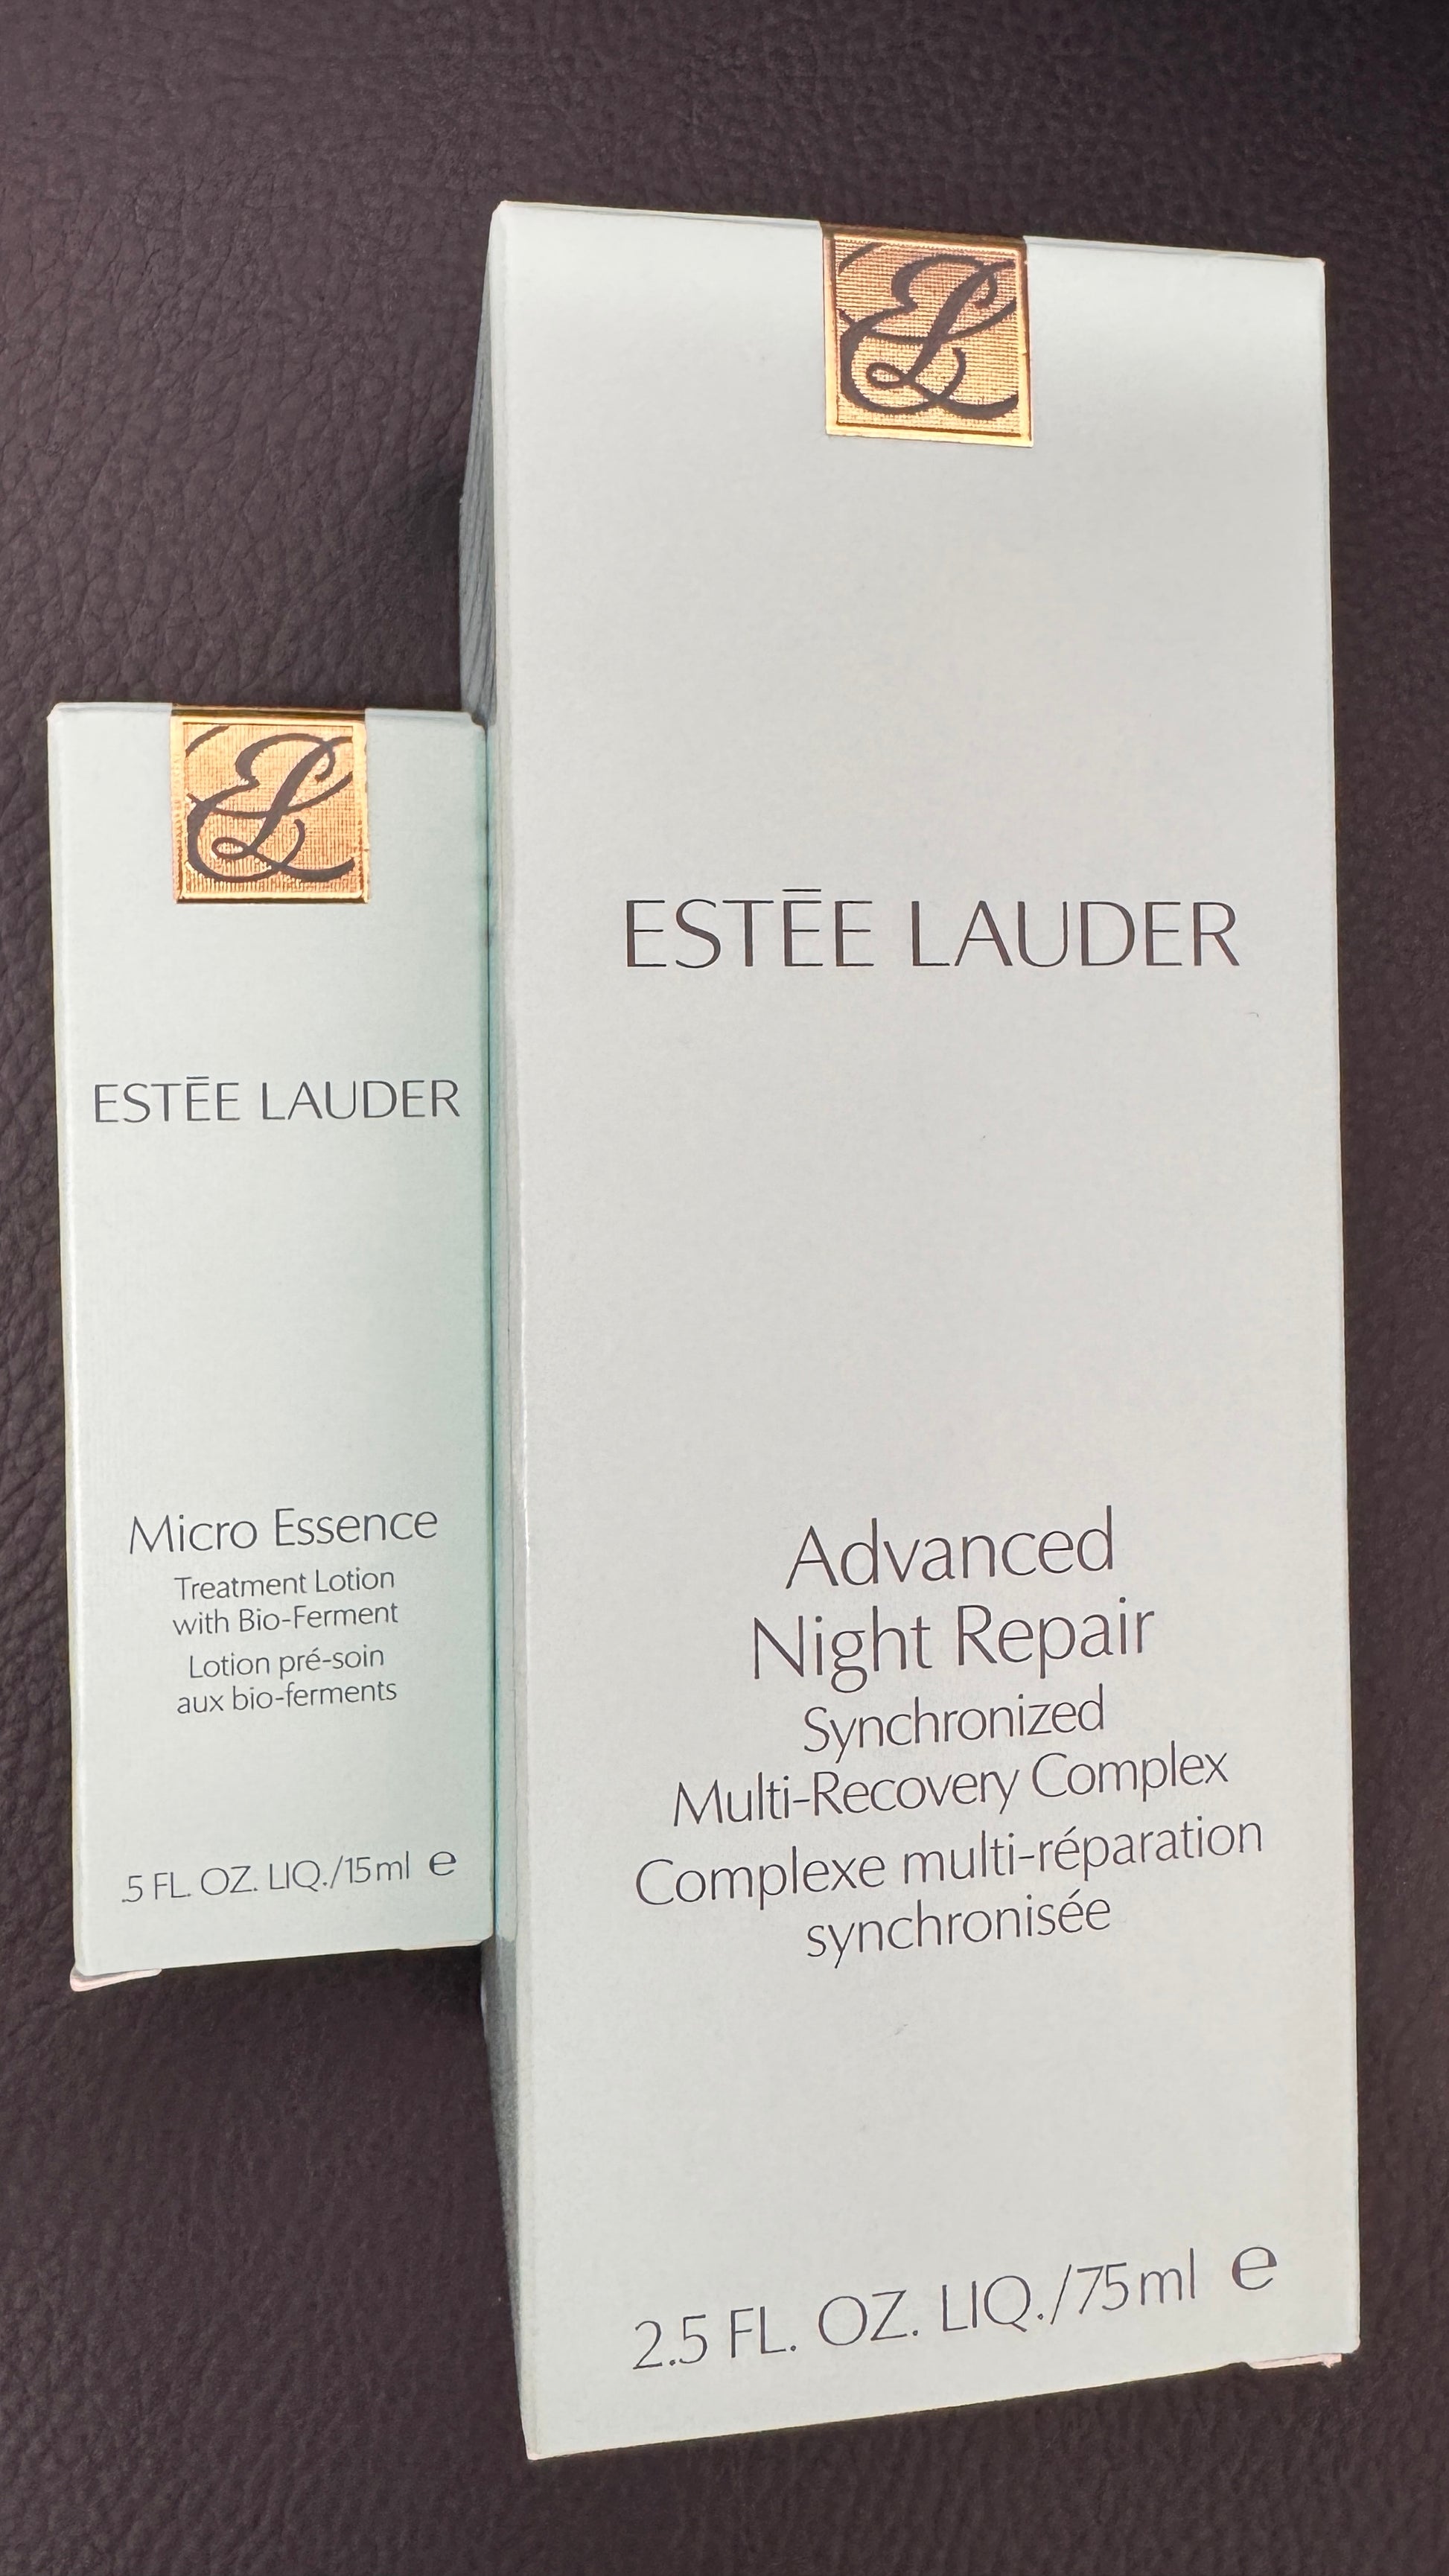 EL
ESTĒE LAUDER
Micro Essence
Treatment Lotion
with Bio-Ferment
Lotion pré-soin
aux bio-ferments
.5 FL. OZ. LIQ./15ml e
EL
ESTĒE LAUDER
Advanced
Night Repair
Synchronized
Multi-Recovery Complex
Complexe multi-réparation
synchronisée
2.5 FL. OZ. LIQ./75ml e